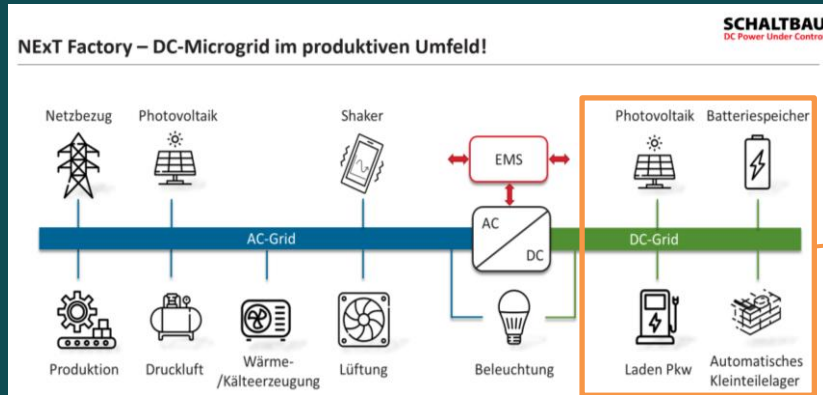 SCHALTBAU
DC Power Under Control
NExT Factory – DC-Microgrid im produktiven Umfeld!
Netzbezug
Photovoltaik
Shaker
EMS
Photovoltaik
Batteriespeicher
AC-Grid
AC
DC
DC-Grid
Produktion
Druckluft
Wärme-
/Kälteerzeugung
Lüftung
Beleuchtung
Laden Pkw
Automatisches
Kleinteilelager